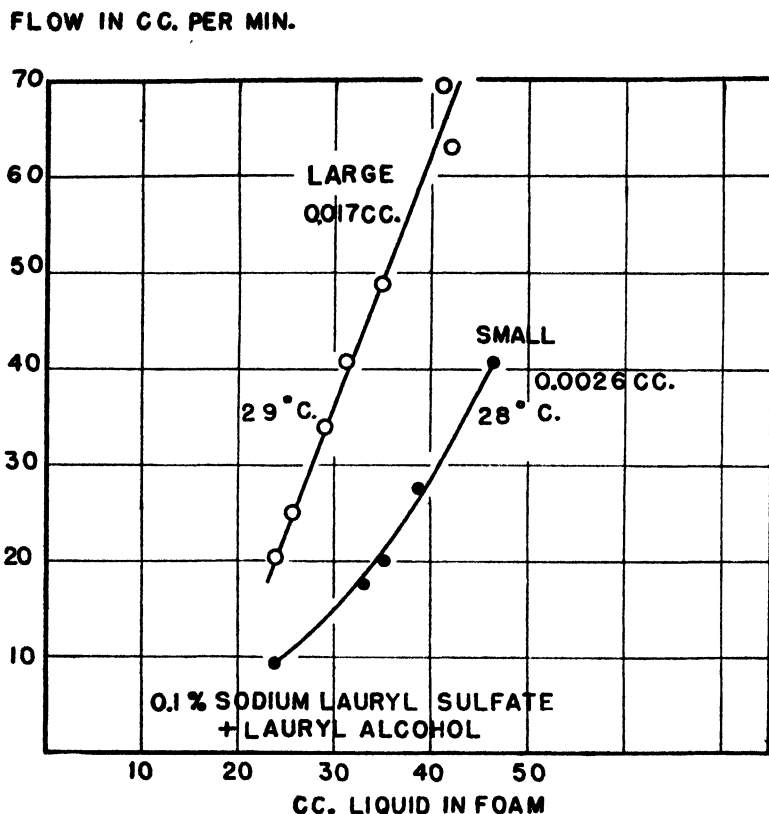 FLOW IN CC. PER MIN.
70
60
50
40
30
20
10
LARGE
0.017CC.
29°C.
SMALL
0.0026 CC.
28° C.
0.1% SODIUM LAURYL SULFATE
+ LAURYL ALCOHOL
10 20 30 40 50
CC. LIQUID IN FOAM